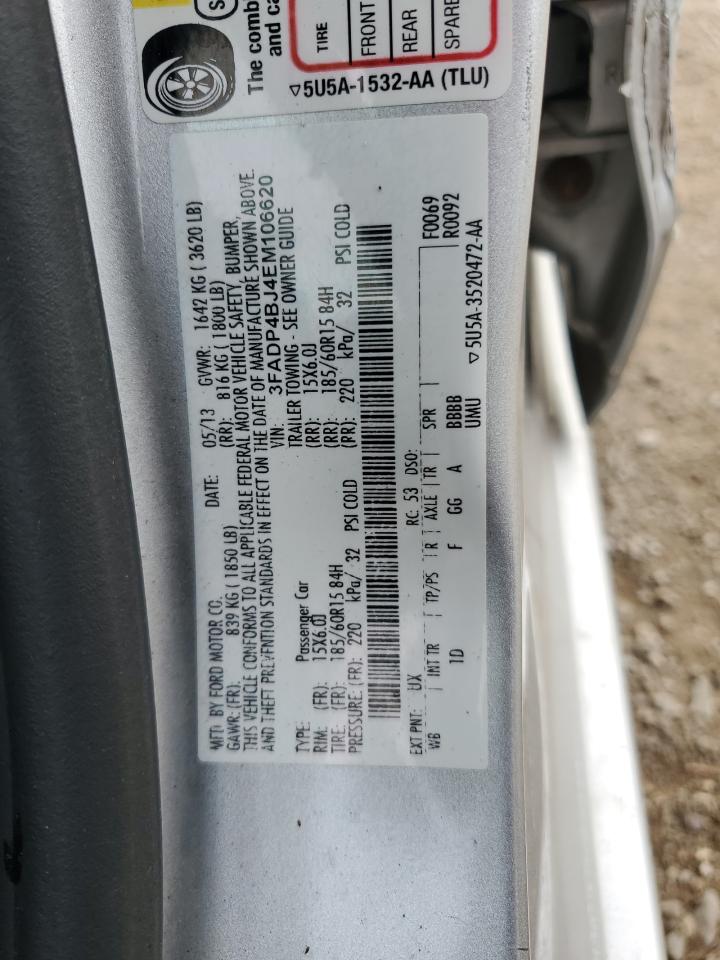 The comb
and ca
TIRE
FRONT
REAR
SPARE
5U5A-1532-AA (TLU)
MFD BY FORD MOTOR CO.
DATE: 05/13 GVWR: 1642 KG ( 3620 LB)
GAWR: (FR): 839 KG ( 1850 LB) (RR): 816 KG ( 1800 LB)
THIS VEHICLE CONFORMS TO ALL APPLICABLE FEDERAL MOTOR VEHICLE SAFETY, BUMPER,
AND THEFT PREVENTION STANDARDS IN EFFECT ON THE DATE OF MANUFACTURE SHOWN ABOVE.
VIN: 3FADP4BJ4EM106620
TYPE: Passenger Car TRAILER TOWING - SEE OWNER GUIDE
RIM: (FR): 15X6.0J (RR): 15X6.0J
TIRE: (FR): 185/60R15 84H (RR): 185/60R15 84H
PRESSURE: (FR): 220 kPa/ 32 PSI COLD (RR): 220 kPa/ 32 PSI COLD
EXT PNT: UX RC: 53 DSO: F0069
WB INT TR TP/PS R AXLE TR SPR R0092
1D F GG A BBBB
UMU
5U5A-3520472-AA